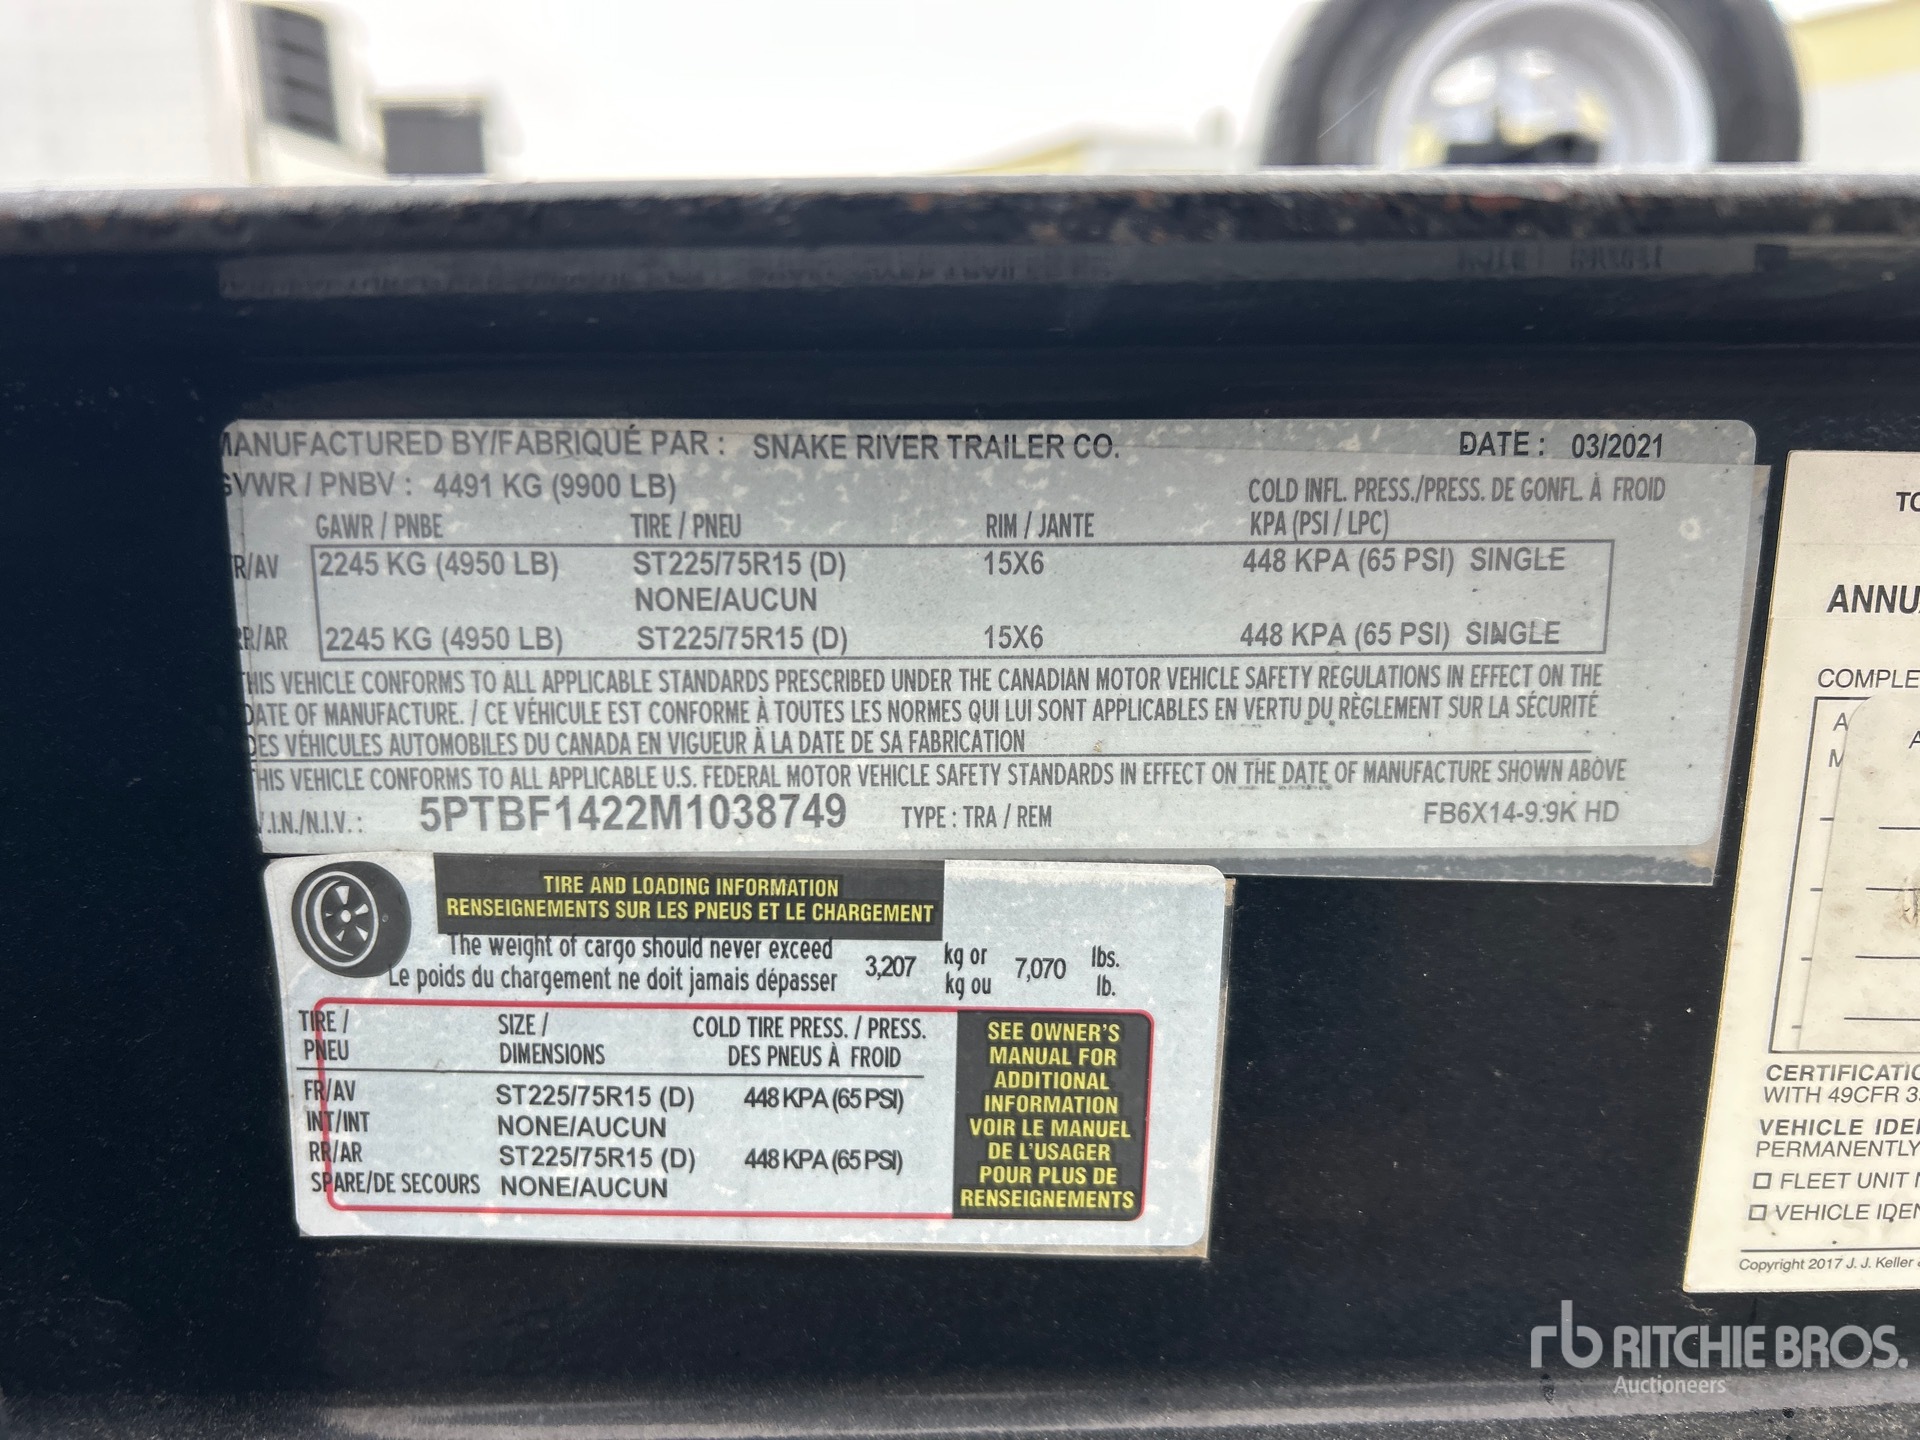 MANUFACTURED BY/FABRIQUÉ PAR : SNAKE RIVER TRAILER CO. DATE : 03/2021
GVWR / PNBV : 4491 KG (9900 LB)
COLD INFL. PRESS./PRESS. DE GONFL. À FROID
GAWR / PNBE TIRE / PNEU RIM / JANTE KPA (PSI / LPC)
FR/AV 2245 KG (4950 LB) ST225/75R15 (D) 15X6 448 KPA (65 PSI) SINGLE
NONE/AUCUN
RR/AR 2245 KG (4950 LB) ST225/75R15 (D) 15X6 448 KPA (65 PSI) SINGLE
THIS VEHICLE CONFORMS TO ALL APPLICABLE STANDARDS PRESCRIBED UNDER THE CANADIAN MOTOR VEHICLE SAFETY REGULATIONS IN EFFECT ON THE
DATE OF MANUFACTURE. / CE VÉHICULE EST CONFORME À TOUTES LES NORMES QUI LUI SONT APPLICABLES EN VERTU DU RÈGLEMENT SUR LA SÉCURITÉ
DES VÉHICULES AUTOMOBILES DU CANADA EN VIGUEUR À LA DATE DE SA FABRICATION
THIS VEHICLE CONFORMS TO ALL APPLICABLE U.S. FEDERAL MOTOR VEHICLE SAFETY STANDARDS IN EFFECT ON THE DATE OF MANUFACTURE SHOWN ABOVE
V.I.N./N.I.V. : 5PTBF1422M1038749 TYPE : TRA / REM FB6X14-9.9K HD
TIRE AND LOADING INFORMATION
RENSEIGNEMENTS SUR LES PNEUS ET LE CHARGEMENT
The weight of cargo should never exceed 3,207 kg or 7,070 lbs.
Le poids du chargement ne doit jamais dépasser kg ou lb.
TIRE / SIZE / COLD TIRE PRESS. / PRESS.
PNEU DIMENSIONS DES PNEUS À FROID
FR/AV ST225/75R15 (D) 448 KPA (65 PSI)
INT/INT NONE/AUCUN
RR/AR ST225/75R15 (D) 448 KPA (65 PSI)
SPARE/DE SECOURS NONE/AUCUN
SEE OWNER'S
MANUAL FOR
ADDITIONAL
INFORMATION
VOIR LE MANUEL
DE L'USAGER
POUR PLUS DE
RENSEIGNEMENTS
TO
ANNUA
COMPLE
A
M
A
CERTIFICATIO
WITH 49CFR 3
VEHICLE IDE
PERMANENTLY
☐ FLEET UNIT
☐ VEHICLE IDEN
Copyright 2017 J. J. Keller &
rb RITCHIE BROS.
Auctioneers